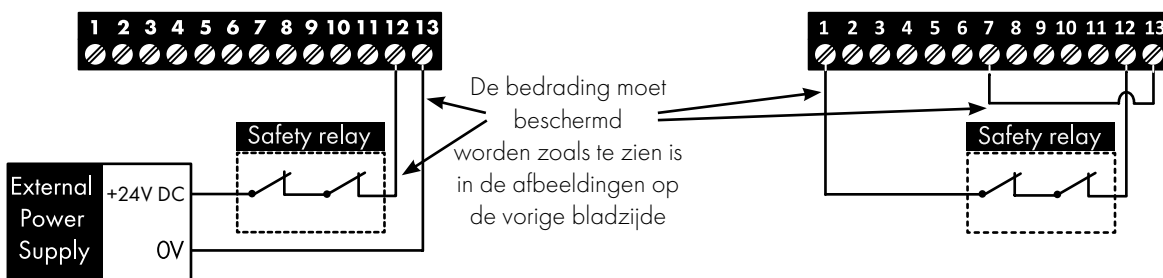 1 2 3 4 5 6 7 8 9 10 11 12 13
1 2 3 4 5 6 7 8 9 10 11 12 13
De bedrading moet
beschermd
worden zoals te zien is
in de afbeeldingen op
de vorige bladzijde
Safety relay
External
Power
Supply
+24V DC
0V
Safety relay